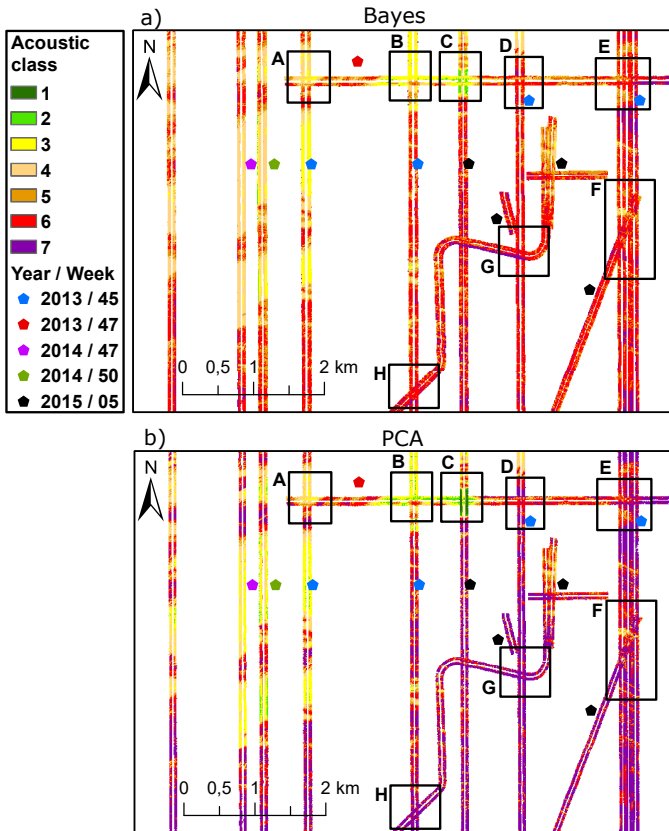 a)
Bayes
Acoustic
class
1
2
3
4
5
6
7
Year / Week
2013 / 45
2013 / 47
2014 / 47
2014 / 50
2015 / 05
N
A
B
C
D
E
F
G
H
0 0,5 1 2 km
b)
PCA
N
A
B
C
D
E
F
G
H
0 0,5 1 2 km